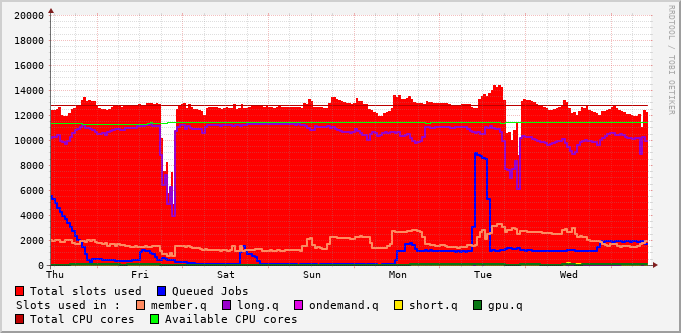 20000
18000
16000
14000
12000
10000
8000
6000
4000
2000
0
Thu Fri Sat Sun Mon Tue Wed
RRDTOOL / TOBI OETIKER
Total slots used Queued Jobs
Slots used in : member.q long.q ondemand.q short.q gpu.q
Total CPU cores Available CPU cores